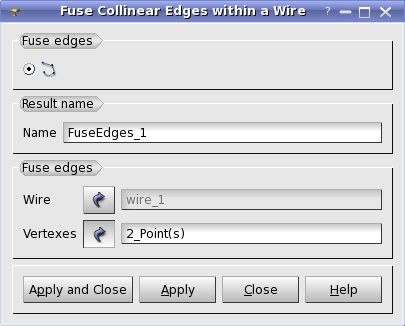 Fuse Collinear Edges within a Wire ?
Fuse edges
Result name
Name FuseEdges_1
Fuse edges
Wire wire_1
Vertexes 2_Point(s)
Apply and Close Apply Close Help